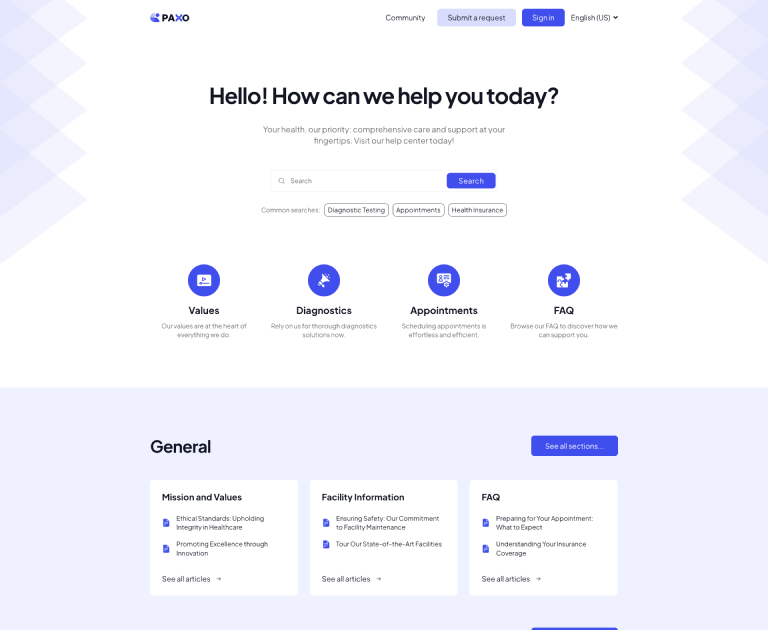 PAXO
Community
Submit a request
Sign in
English (US)
Hello! How can we help you today?
Your health, our priority: comprehensive care and support at your
fingertips. Visit our help center today!
Search
Search
Common searches:
Diagnostic Testing
Appointments
Health Insurance
Values
Our values are at the heart of
everything we do.
Diagnostics
Rely on us for thorough diagnostics
solutions now.
Appointments
Scheduling appointments is
effortless and efficient.
FAQ
Browse our FAQ to discover how we
can support you.
General
See all sections...
Mission and Values
Ethical Standards: Upholding
Integrity in Healthcare
Promoting Excellence through
Innovation
See all articles
Facility Information
Ensuring Safety: Our Commitment
to Facility Maintenance
Tour Our State-of-the-Art Facilities
See all articles
FAQ
Preparing for Your Appointment:
What to Expect
Understanding Your Insurance
Coverage
See all articles